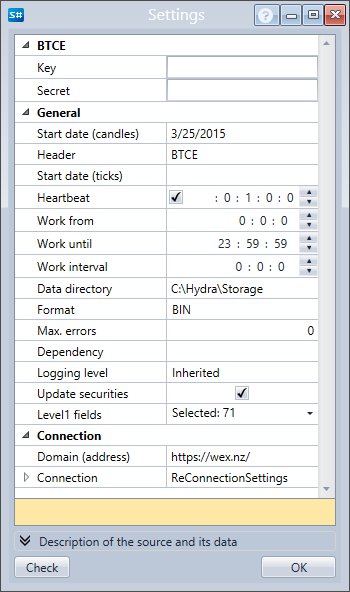 S# Settings ?
BTCE
Key
Secret
General
Start date (candles) 3/25/2015
Header BTCE
Start date (ticks)
Heartbeat : 0 : 1 : 0 : 0
Work from 0 : 0 : 0
Work until 23 : 59 : 59
Work interval 0 : 0 : 0
Data directory C:\Hydra\Storage
Format BIN
Max. errors 0
Dependency
Logging level Inherited
Update securities
Level1 fields Selected: 71
Connection
Domain (address) https://wex.nz/
Connection ReConnectionSettings
Description of the source and its data
Check OK